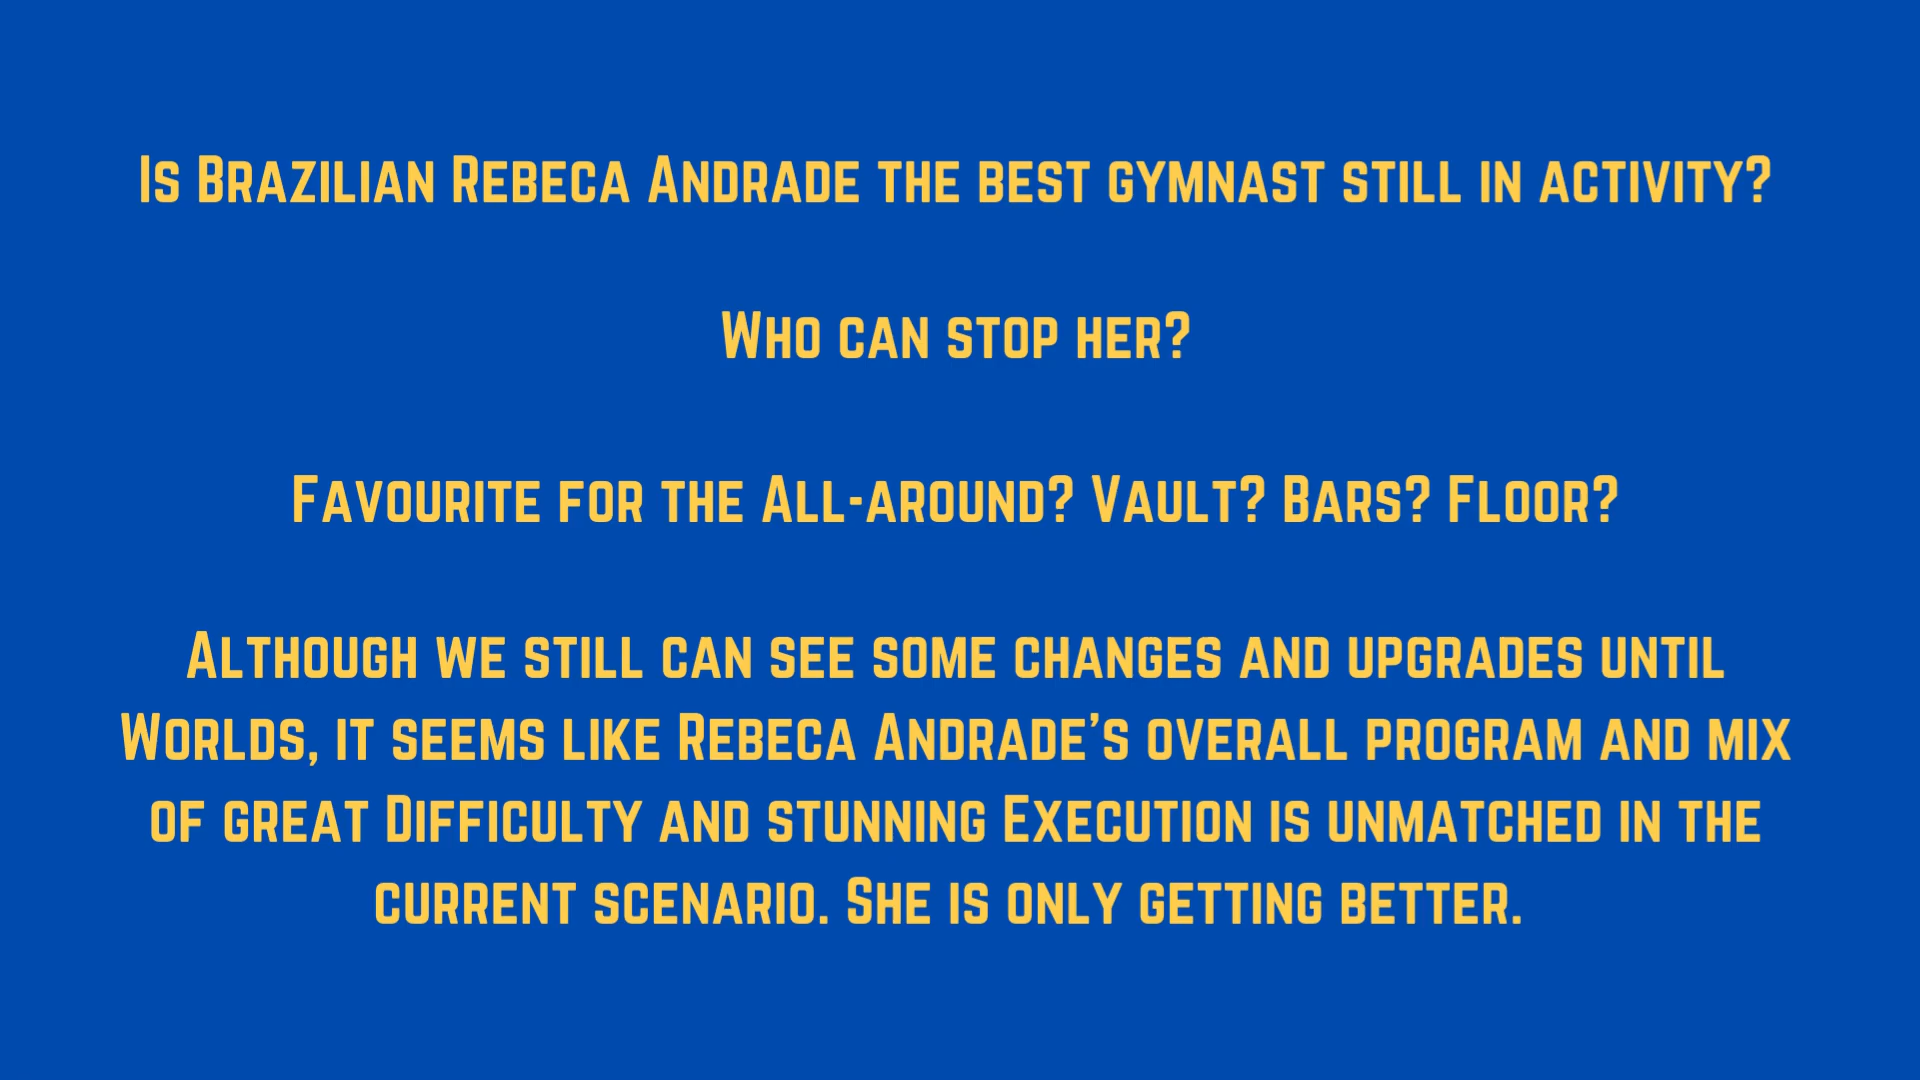 Is Brazilian Rebeca Andrade the best gymnast still in activity?
Who can stop her?
Favourite for the All-around? Vault? Bars? Floor?
Although we still can see some changes and upgrades until
Worlds, it seems like Rebeca Andrade’s overall program and mix
of great Difficulty and stunning Execution is unmatched in the
current scenario. She is only getting better.